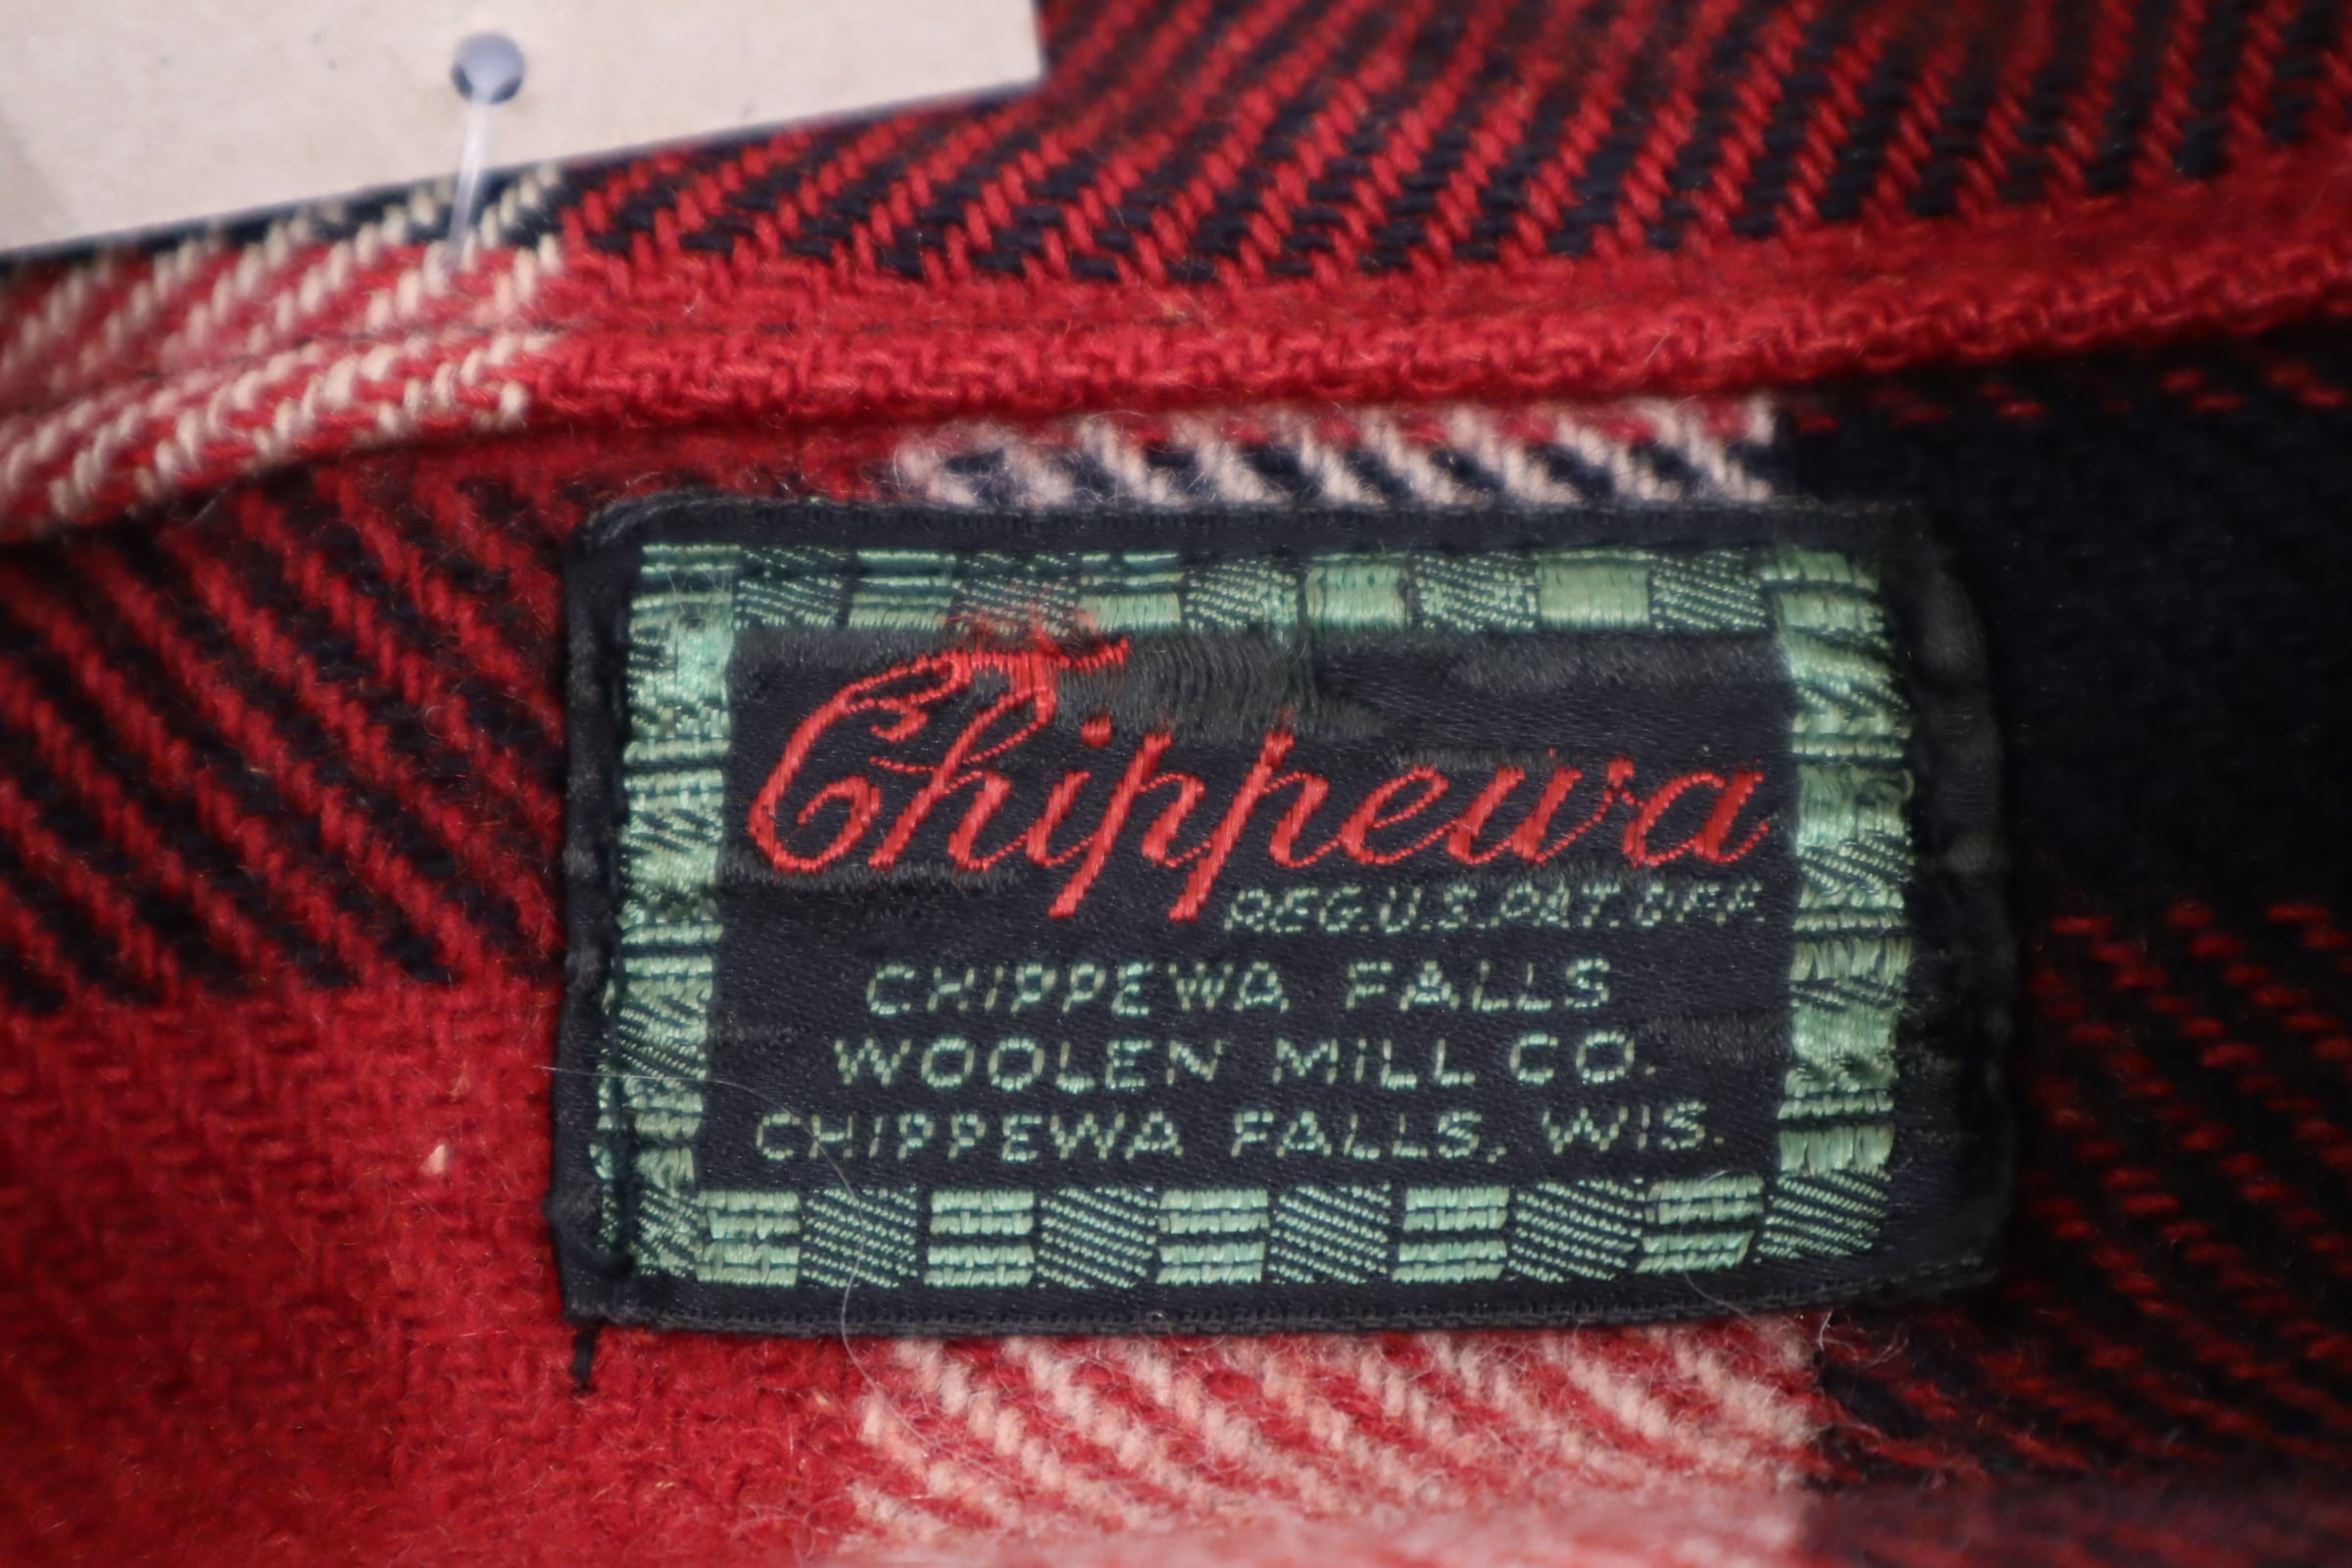 Chippewa
REG.U.S.PAT.OFF.
CHIPPEWA FALLS
WOOLEN MILL CO.
CHIPPEWA FALLS, WIS.